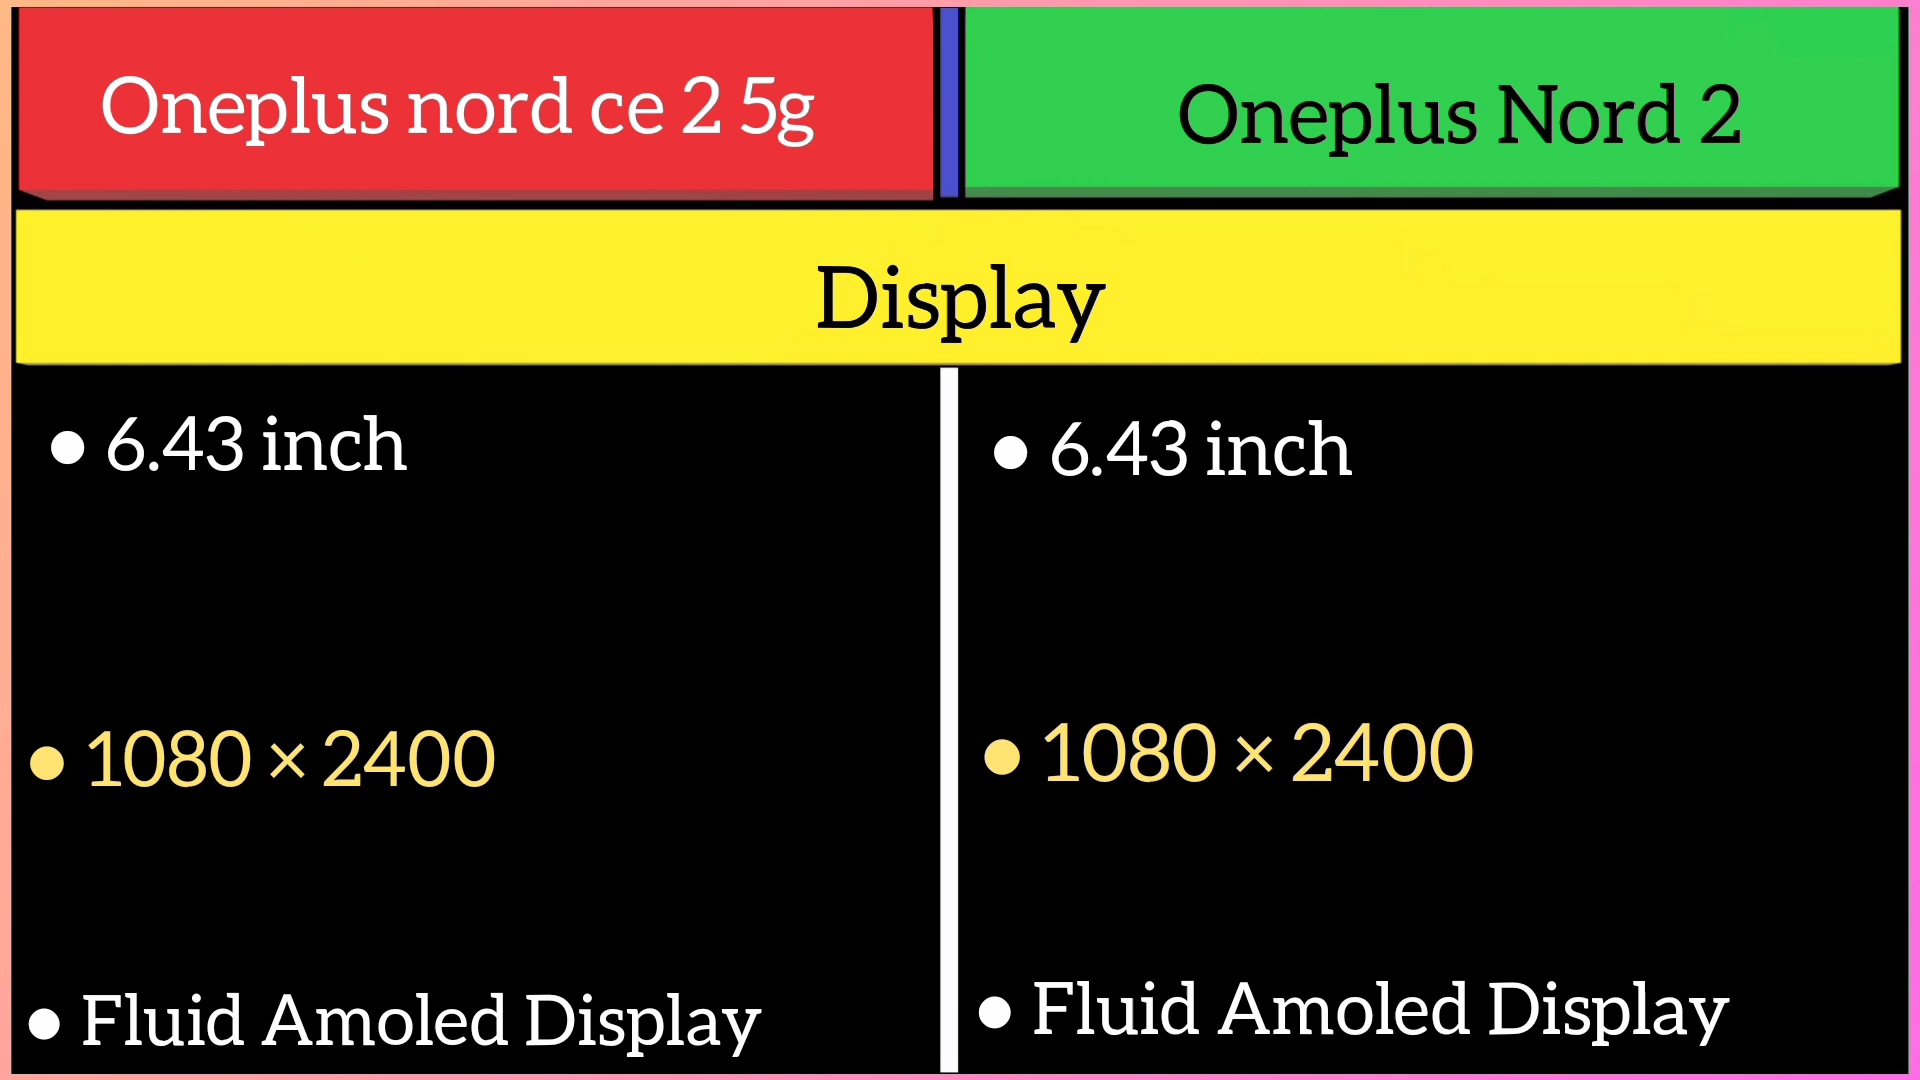 Oneplus nord ce 2 5g
Oneplus Nord 2
Display
• 6.43 inch
• 6.43 inch
• 1080 × 2400
• 1080 × 2400
• Fluid Amoled Display
• Fluid Amoled Display